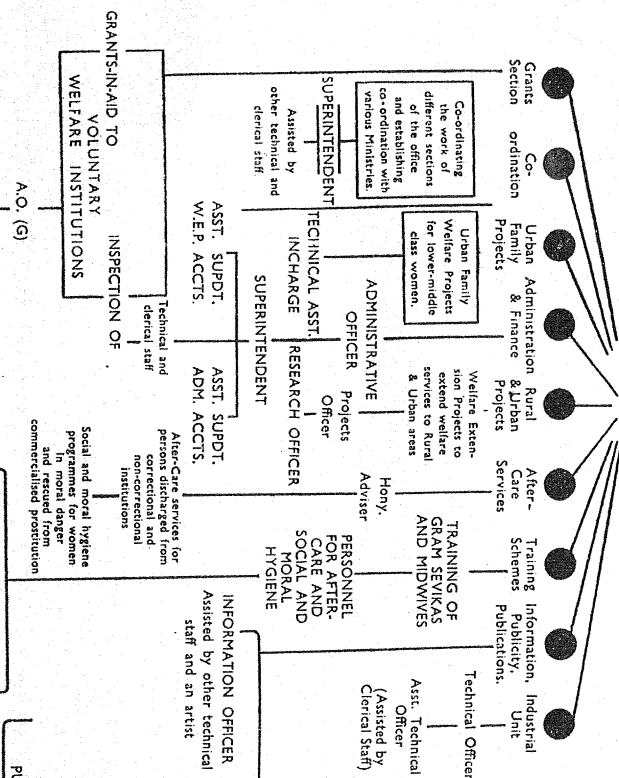 Grants
Section
Co-
ordination
Urban
Family
Projects
Administration
& Finance
Rural
& Urban
Projects
After-
Care
Services
Training
Schemes
Information,
Publicity,
Publications.
Industrial
Unit
Co-ordinating
the work of
different sections
of the office
and establishing
co-ordination with
various Ministries.
SUPERINTENDENT
Assisted by
other technical and
clerical staff.
Urban Family
Welfare Projects
for lower-middle
class women.
TECHNICAL ASST.
INCHARGE
ADMINISTRATIVE
OFFICER
SUPERINTENDENT
ASST. SUPDT.
W.E.P. ACCTS.
ASST. SUPDT.
ADM. ACCTS.
Welfare Exten-
sion Projects to
extend welfare
services to Rural
& Urban areas
Projects
Officer
RESEARCH OFFICER
Hony.
Adviser
After-Care services for
persons discharged from
correctional and
non-correctional
institutions
Social and moral hygiene
programmes for women
in moral danger
and rescued from
commercialised prostitution
TRAINING OF
GRAM SEVIKAS
AND MIDWIVES
PERSONNEL
FOR AFTER-
CARE AND
SOCIAL AND
MORAL
HYGIENE
INFORMATION OFFICER
Assisted by other technical
staff and an artist
Technical Officer
Asst. Technical
Officer
(Assisted by
Clerical Staff)
GRANTS-IN-AID TO
VOLUNTARY
WELFARE INSTITUTIONS
Technical and
clerical staff
INSPECTION OF
A.O. (G)